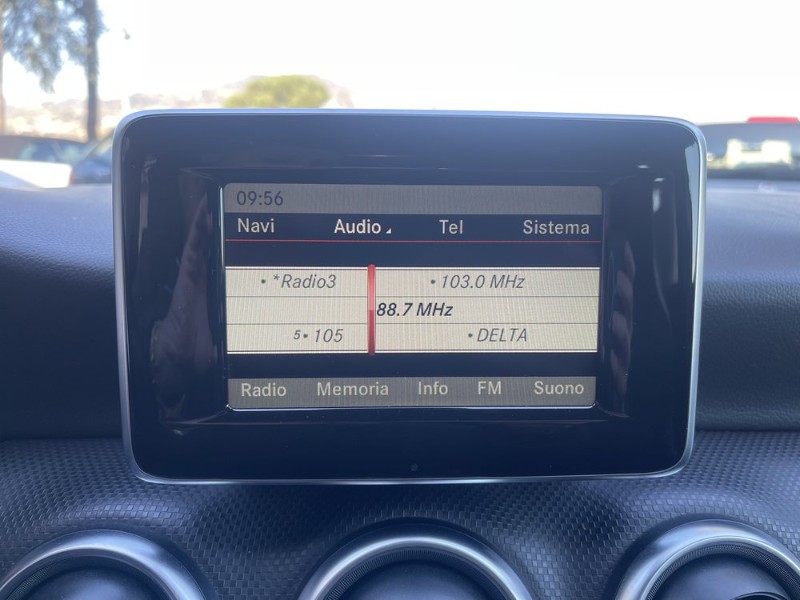 09:56
Navi Audio Tel Sistema
• *Radio3 • 103.0 MHz
88.7 MHz
5• 105 • DELTA
Radio Memoria Info FM Suono